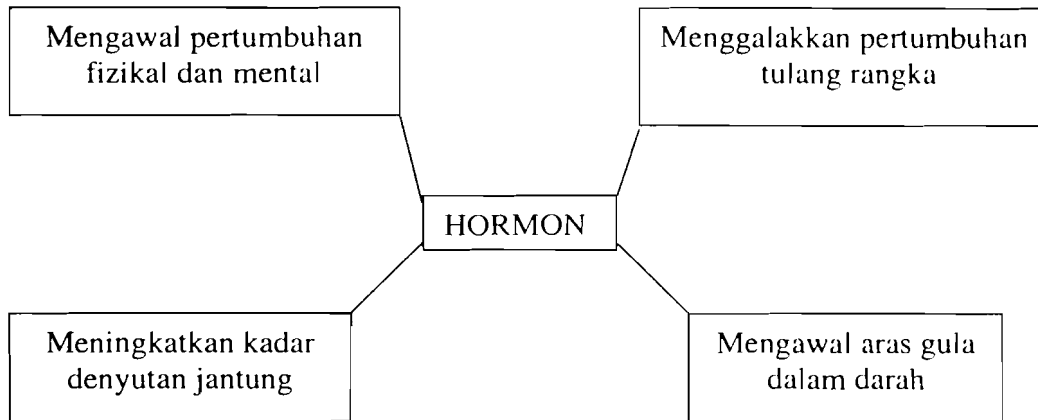 Mengawal pertumbuhan
fizikal dan mental
Menggalakkan pertumbuhan
tulang rangka
HORMON
Meningkatkan kadar
denyutan jantung
Mengawal aras gula
dalam darah